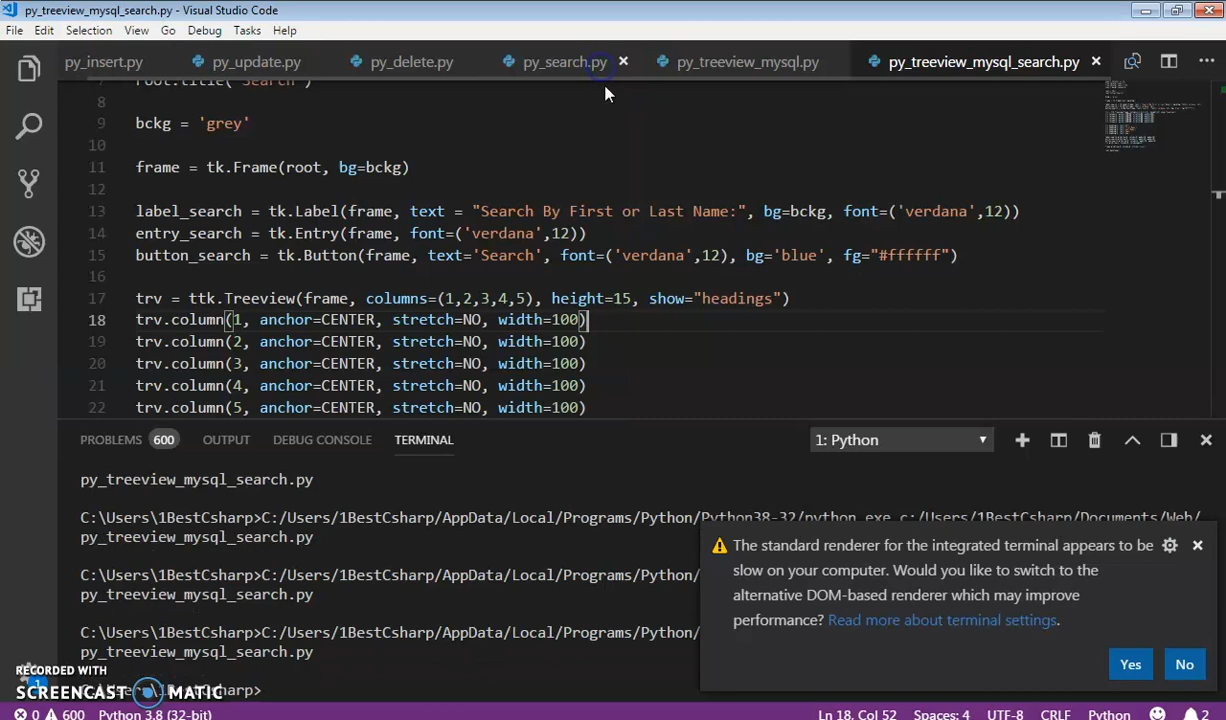 py_treeview_mysql_search.py - Visual Studio Code
File Edit Selection View Go Debug Tasks Help
py_insert.py py_update.py py_delete.py py_search.py py_treeview_mysql.py py_treeview_mysql_search.py
7 root.title("Search")
8
9 bckg = 'grey'
10
11 frame = tk.Frame(root, bg=bckg)
12
13 label_search = tk.Label(frame, text = "Search By First or Last Name:", bg=bckg, font=('verdana',12))
14 entry_search = tk.Entry(frame, font=('verdana',12))
15 button_search = tk.Button(frame, text='Search', font=('verdana',12), bg='blue', fg="#ffffff")
16
17 trv = ttk.Treeview(frame, columns=(1,2,3,4,5), height=15, show="headings")
18 trv.column(1, anchor=CENTER, stretch=NO, width=100)
19 trv.column(2, anchor=CENTER, stretch=NO, width=100)
20 trv.column(3, anchor=CENTER, stretch=NO, width=100)
21 trv.column(4, anchor=CENTER, stretch=NO, width=100)
22 trv.column(5, anchor=CENTER, stretch=NO, width=100)
PROBLEMS 600 OUTPUT DEBUG CONSOLE TERMINAL 1: Python
py_treeview_mysql_search.py
C:\Users\1BestCsharp>C:/Users/1BestCsharp/AppData/Local/Programs/Python/Python38-32/python.exe c:/Users/1BestCsharp/Documents/Web/
py_treeview_mysql_search.py
C:\Users\1BestCsharp>C:/Users/1BestCsharp/AppData/Local/Programs/Python/
py_treeview_mysql_search.py
C:\Users\1BestCsharp>C:/Users/1BestCsharp/AppData/Local/Programs/Python/
py_treeview_mysql_search.py
C:\Users\1BestCsharp>
The standard renderer for the integrated terminal appears to be
slow on your computer. Would you like to switch to the
alternative DOM-based renderer which may improve
performance? Read more about terminal settings.
Yes No
RECORDED WITH
SCREENCAST MATIC
1
0 600 Python 3.8 (32-bit) Ln 18, Col 52 Spaces: 4 UTF-8 CRLF Python 2